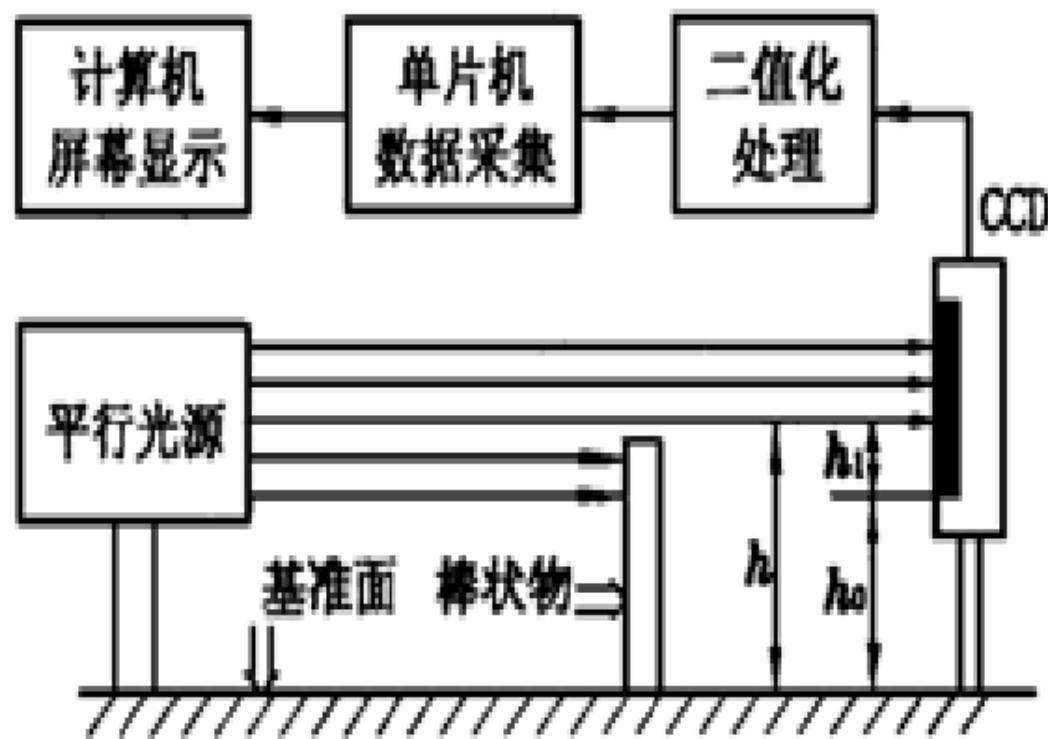 计算机
屏幕显示
单片机
数据采集
二值化
处理
CCD
平行光源
h1
h
h0
基准面
棒状物